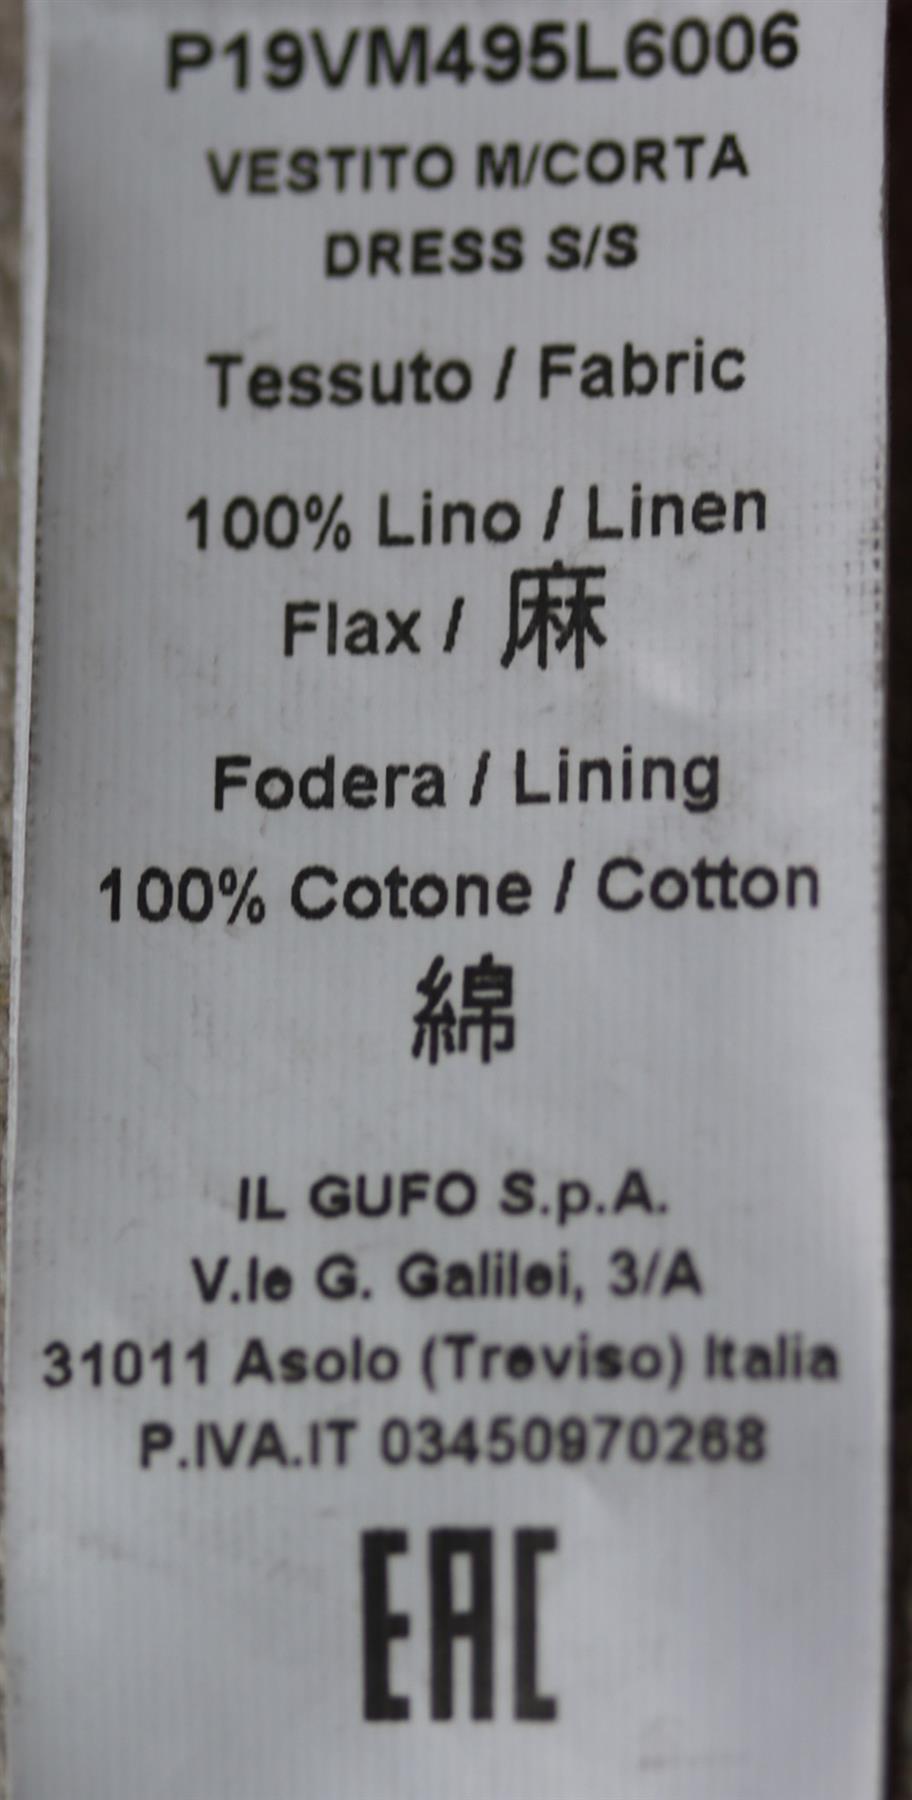 P19VM495L6006
VESTITO M/CORTA
DRESS S/S
Tessuto / Fabric
100% Lino / Linen
Flax / 麻
Fodera / Lining
100% Cotone / Cotton
綿
IL GUFO S.p.A.
V.le G. Galilei, 3/A
31011 Asolo (Treviso) Italia
P.IVA.IT 03450970268
EAC